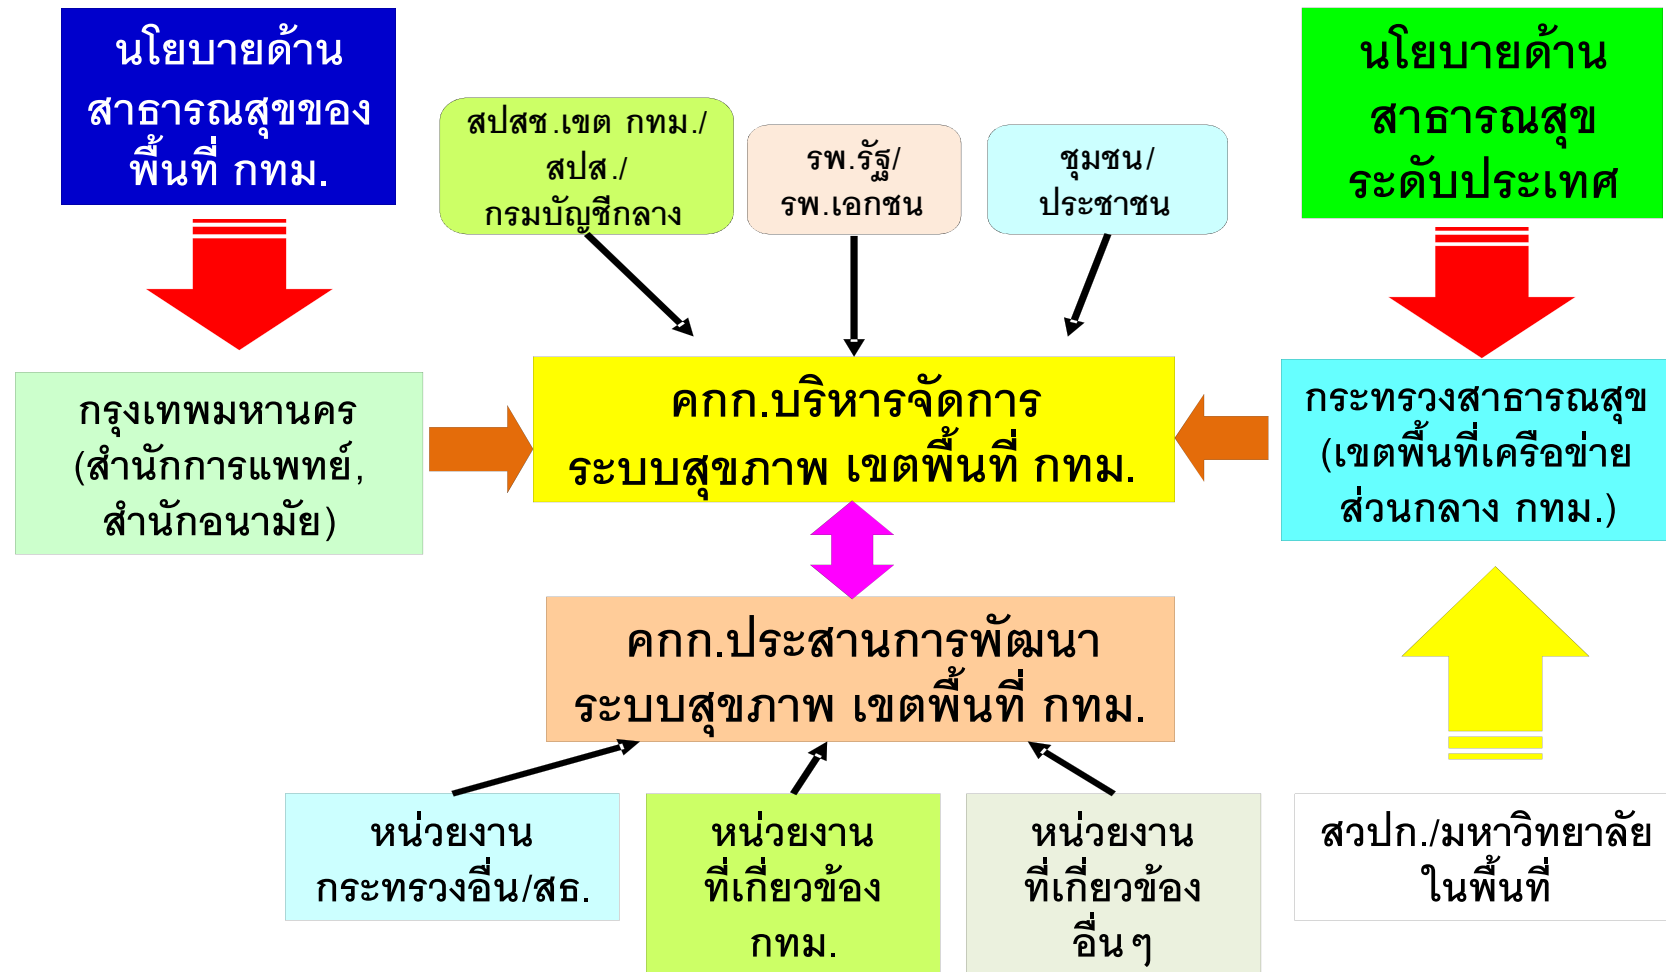 นโยบายด้าน
สาธารณสุขของ
พื้นที่ กทม.
สปสช.เขต กทม./
สปส./
กรมบัญชีกลาง
รพ.รัฐ/
รพ.เอกชน
ชุมชน/
ประชาชน
นโยบายด้าน
สาธารณสุข
ระดับประเทศ
กรุงเทพมหานคร
(สำนักการแพทย์,
สำนักอนามัย)
คกก.บริหารจัดการ
ระบบสุขภาพ เขตพื้นที่ กทม.
กระทรวงสาธารณสุข
(เขตพื้นที่เครือข่าย
ส่วนกลาง กทม.)
คกก.ประสานการพัฒนา
ระบบสุขภาพ เขตพื้นที่ กทม.
หน่วยงาน
กระทรวงอื่น/สธ.
หน่วยงาน
ที่เกี่ยวข้อง
กทม.
หน่วยงาน
ที่เกี่ยวข้อง
อื่นๆ
สวปก./มหาวิทยาลัย
ในพื้นที่